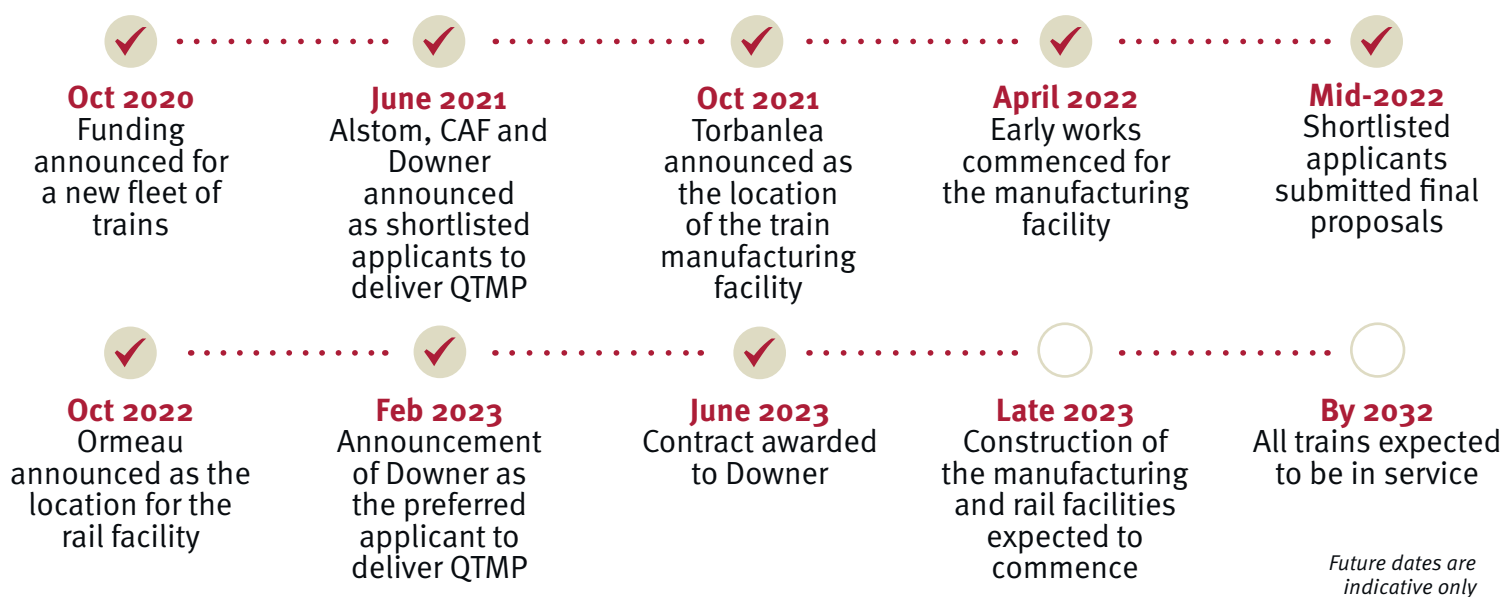 Oct 2020
Funding
announced for
a new fleet of
trains
June 2021
Alstom, CAF and
Downer
announced
as shortlisted
applicants to
deliver QTMP
Oct 2021
Torbanlea
announced as
the location
of the train
manufacturing
facility
April 2022
Early works
commenced for
the manufacturing
facility
Mid-2022
Shortlisted
applicants
submitted final
proposals
Oct 2022
Ormeau
announced as the
location for the
rail facility
Feb 2023
Announcement
of Downer as
the preferred
applicant to
deliver QTMP
June 2023
Contract awarded
to Downer
Late 2023
Construction of
the manufacturing
and rail facilities
expected to
commence
By 2032
All trains expected
to be in service
Future dates are
indicative only